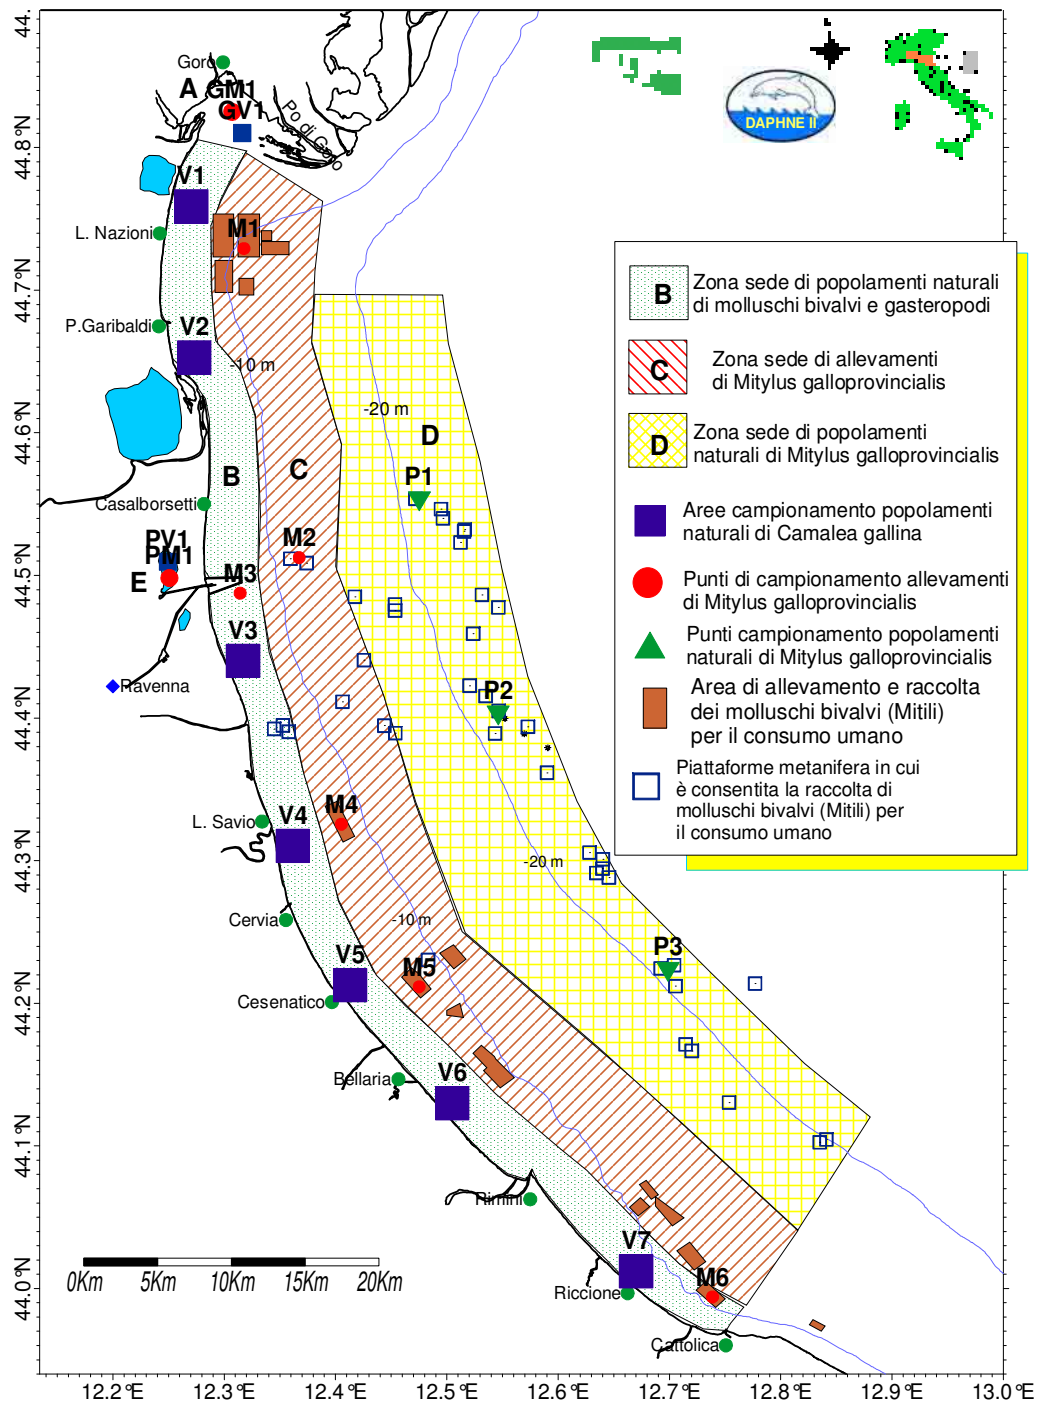 44.
Goro
A
GM1
GV1
Po di Goro
DAPHNE II
44.8°N
V1
L. Nazioni
M1
44.7°N
P.Garibaldi
V2
-10 m
-20 m
44.6°N
D
P1
B
C
Casalborsetti
M2
PV1
PM1
E
M3
44.5°N
V3
Ravenna
P2
44.4°N
M4
L. Savio
V4
44.3°N
-20 m
Cervia
-10 m
V5
M5
P3
Cesenatico
44.2°N
Bellaria
V6
44.1°N
Rimini
V7
M6
Riccione
44.0°N
Cattolica
0Km
5Km
10Km
15Km
20Km
12.2°E
12.3°E
12.4°E
12.5°E
12.6°E
12.7°E
12.8°E
12.9°E
13.0°E
B
Zona sede di popolamenti naturali
di molluschi bivalvi e gasteropodi
C
Zona sede di allevamenti
di Mitylus galloprovincialis
D
Zona sede di popolamenti
naturali di Mitylus galloprovincialis
Aree campionamento popolamenti
naturali di Camalea gallina
Punti di campionamento allevamenti
di Mitylus galloprovincialis
Punti campionamento popolamenti
naturali di Mitylus galloprovincialis
Area di allevamento e raccolta
dei molluschi bivalvi (Mitili)
per il consumo umano
Piattaforme metanifera in cui
è consentita la raccolta di
molluschi bivalvi (Mitili) per
il consumo umano